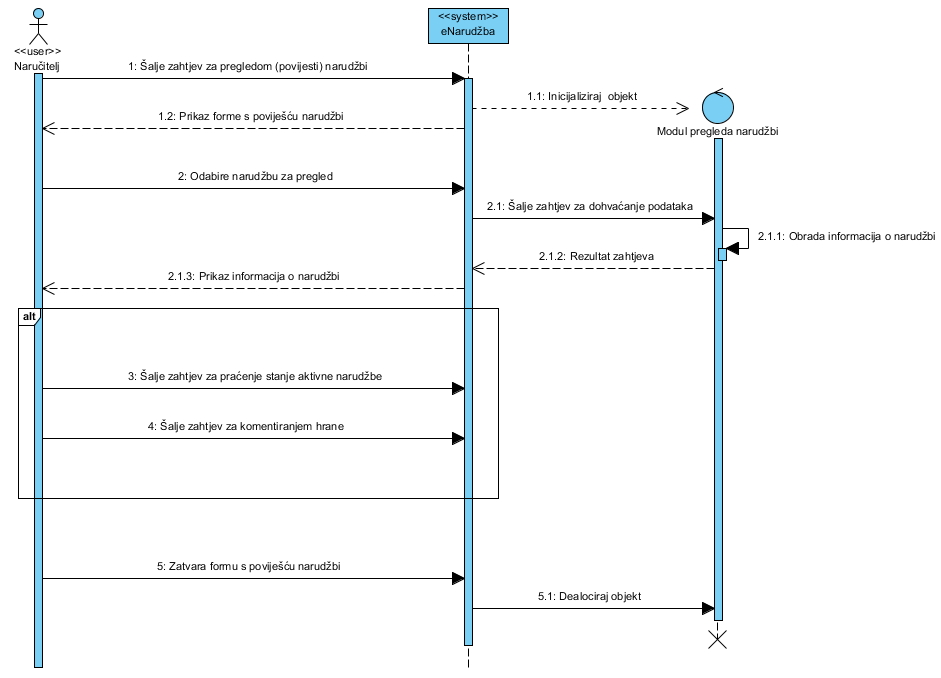 <<system>>
eNarudžba
<<user>>
Naručitelj
1: Šalje zahtjev za pregledom (povijesti) narudžbi
1.1: Inicijaliziraj objekt
1.2: Prikaz forme s poviješću narudžbi
Modul pregleda narudžbi
2: Odabire narudžbu za pregled
2.1: Šalje zahtjev za dohvaćanje podataka
2.1.1: Obrada informacija o narudžbi
2.1.2: Rezultat zahtjeva
2.1.3: Prikaz informacija o narudžbi
alt
3: Šalje zahtjev za praćenje stanje aktivne narudžbe
4: Šalje zahtjev za komentiranjem hrane
5: Zatvara formu s poviješću narudžbi
5.1: Dealociraj objekt